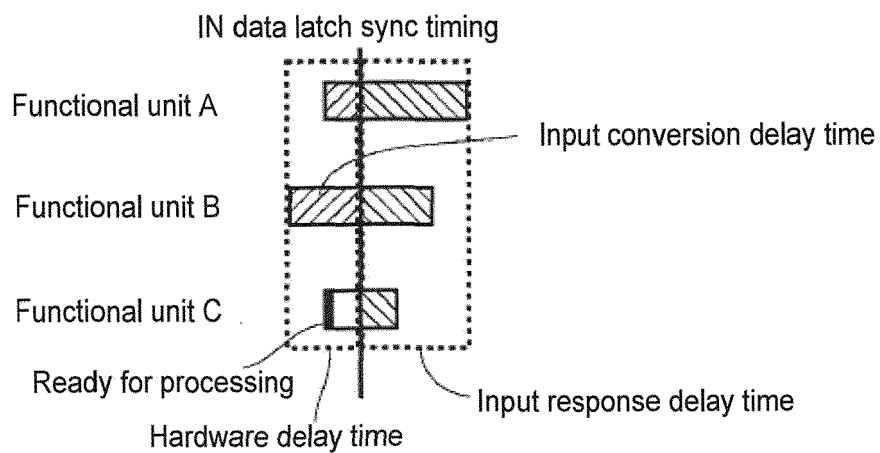 IN data latch sync timing
Functional unit A
Input conversion delay time
Functional unit B
Functional unit C
Ready for processing
Input response delay time
Hardware delay time